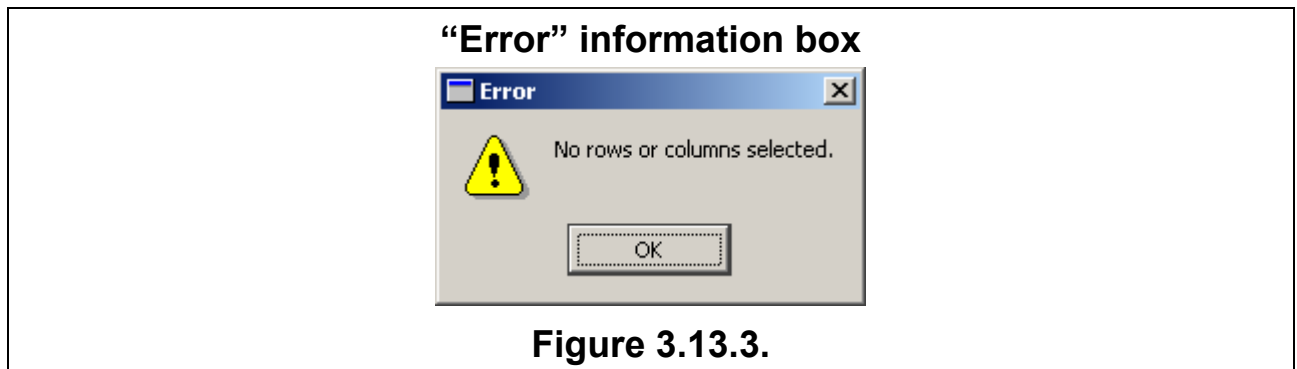 “Error” information box
Error
No rows or columns selected.
OK
Figure 3.13.3.